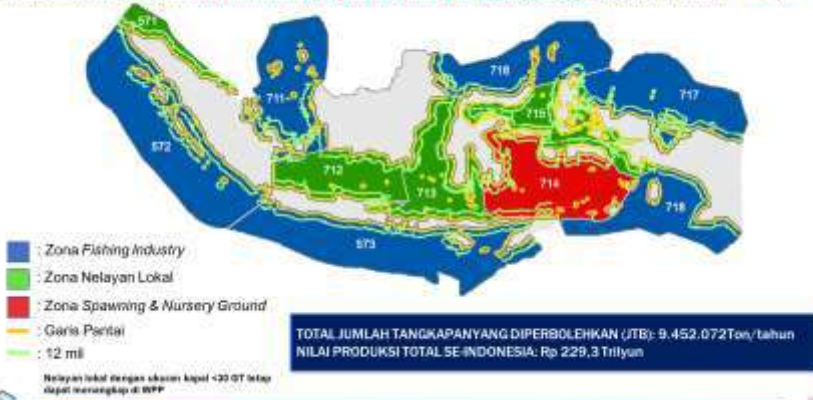 571
716
711
717
715
572
712
713
714
718
573
: Zona Fishing Industry
: Zona Nelayan Lokal
: Zona Spawning & Nursery Ground
: Garis Pantai
: 12 mil
TOTAL JUMLAH TANGKAPANYANG DIPERBOLEHKAN (JTB): 9.452.072Ton/tahun
NILAI PRODUKSI TOTAL SE-INDONESIA: Rp 229,3 Trilyun
Nelayan lokal dengan ukuran kapal <30 GT tetap
dapat menangkap di WPP